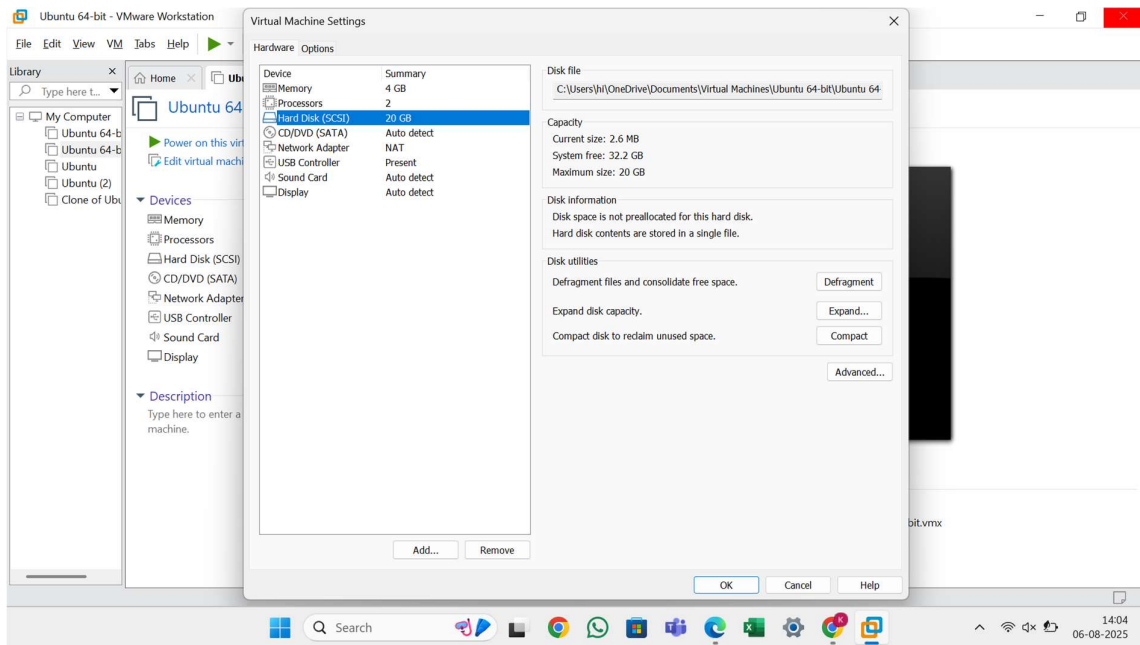 Ubuntu 64-bit - VMware Workstation
File Edit View VM Tabs Help
Library
Type here t...
My Computer
Ubuntu 64-b
Ubuntu 64-b
Ubuntu
Ubuntu (2)
Clone of Ubu
Home
Ubu
Ubuntu 64
Power on this virt
Edit virtual machi
Devices
Memory
Processors
Hard Disk (SCSI)
CD/DVD (SATA)
Network Adapter
USB Controller
Sound Card
Display
Description
Type here to enter a
machine.
Virtual Machine Settings
Hardware Options
Device Summary
Memory 4 GB
Processors 2
Hard Disk (SCSI) 20 GB
CD/DVD (SATA) Auto detect
Network Adapter NAT
USB Controller Present
Sound Card Auto detect
Display Auto detect
Add... Remove
Disk file
C:\Users\hi\OneDrive\Documents\Virtual Machines\Ubuntu 64-bit\Ubuntu 64-
Capacity
Current size: 2.6 MB
System free: 32.2 GB
Maximum size: 20 GB
Disk information
Disk space is not preallocated for this hard disk.
Hard disk contents are stored in a single file.
Disk utilities
Defragment files and consolidate free space. Defragment
Expand disk capacity. Expand...
Compact disk to reclaim unused space. Compact
Advanced...
OK Cancel Help
bit.vmx
Search
K
14:04
06-08-2025